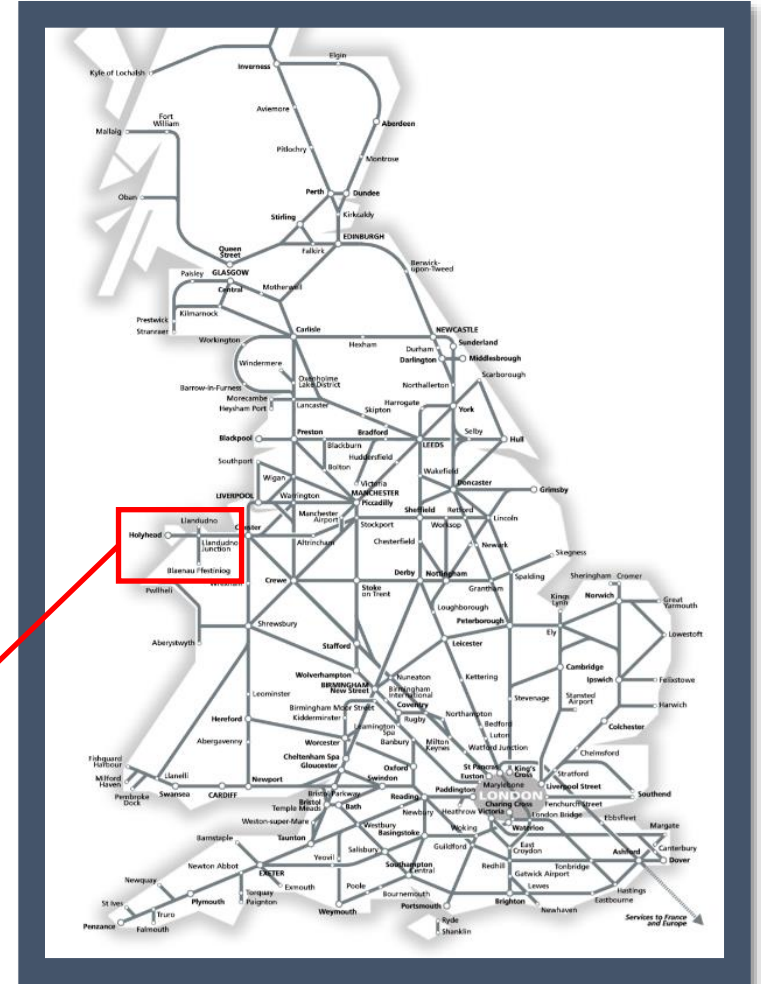 Elgin
Inverness
Kyle of Lochalsh
Aviemore
Fort
William
Aberdeen
Mallaig
Pitlochry
Montrose
Perth
Dundee
Oban
Stirling
Kirkcaldy
EDINBURGH
Queen
Street
Falkirk
Berwick-
upon-Tweed
Paisley
GLASGOW
Central
Motherwell
Prestwick
Kilmarnock
Stranraer
Carlisle
NEWCASTLE
Workington
Hexham
Sunderland
Durham
Darlington
Middlesbrough
Windermere
Scarborough
Oxenholme
Lake District
Barrow-in-Furness
Northallerton
Morecambe
Heysham Port
Lancaster
Harrogate
York
Skipton
Blackpool
Preston
Bradford
LEEDS
Selby
Hull
Blackburn
Huddersfield
Southport
Bolton
Wakefield
Wigan
Victoria
Doncaster
MANCHESTER
Piccadilly
Grimsby
LIVERPOOL
Warrington
Manchester
Airport
Sheffield
Retford
Lincoln
Llandudno
Stockport
Worksop
Holyhead
Chester
Llandudno
Junction
Altrincham
Chesterfield
Newark
Skegness
Blaenau Ffestiniog
Wrexham
Crewe
Stoke
on Trent
Derby
Nottingham
Grantham
Spalding
Sheringham
Cromer
Pwllheli
Kings
Lynn
Norwich
Great
Yarmouth
Loughborough
Peterborough
Aberystwyth
Shrewsbury
Ely
Lowestoft
Stafford
Leicester
Wolverhampton
Cambridge
BIRMINGHAM
New Street
Nuneaton
Kettering
Ipswich
Felixstowe
Leominster
Birmingham
International
Stevenage
Stansted
Airport
Birmingham Moor Street
Coventry
Harwich
Hereford
Kidderminster
Rugby
Northampton
Colchester
Leamington
Spa
Bedford
Abergavenny
Worcester
Banbury
Milton
Keynes
Luton
Watford Junction
Chelmsford
Fishguard
Harbour
Cheltenham Spa
Gloucester
Oxford
St Pancras
King's
Cross
Euston
Stratford
Milford
Haven
Llanelli
Newport
Swindon
Marylebone
Liverpool Street
Pembroke
Dock
Swansea
CARDIFF
Bristol Parkway
Reading
Paddington
LONDON
Southend
Bristol
Temple Meads
Bath
Charing Cross
Fenchurch Street
Newbury
Heathrow
Victoria
London Bridge
Ebbsfleet
Weston-super-Mare
Waterloo
Margate
Barnstaple
Taunton
Westbury
Basingstoke
Woking
East
Croydon
Canterbury
Salisbury
Guildford
Ashford
Dover
Newton Abbot
Yeovil
Southampton
Central
Redhill
Tonbridge
EXETER
Gatwick Airport
Newquay
Exmouth
Poole
Lewes
Hastings
Torquay
Paignton
Bournemouth
Eastbourne
St Ives
Plymouth
Weymouth
Portsmouth
Brighton
Newhaven
Truro
Ryde
Services to France
and Europe
Penzance
Falmouth
Shanklin